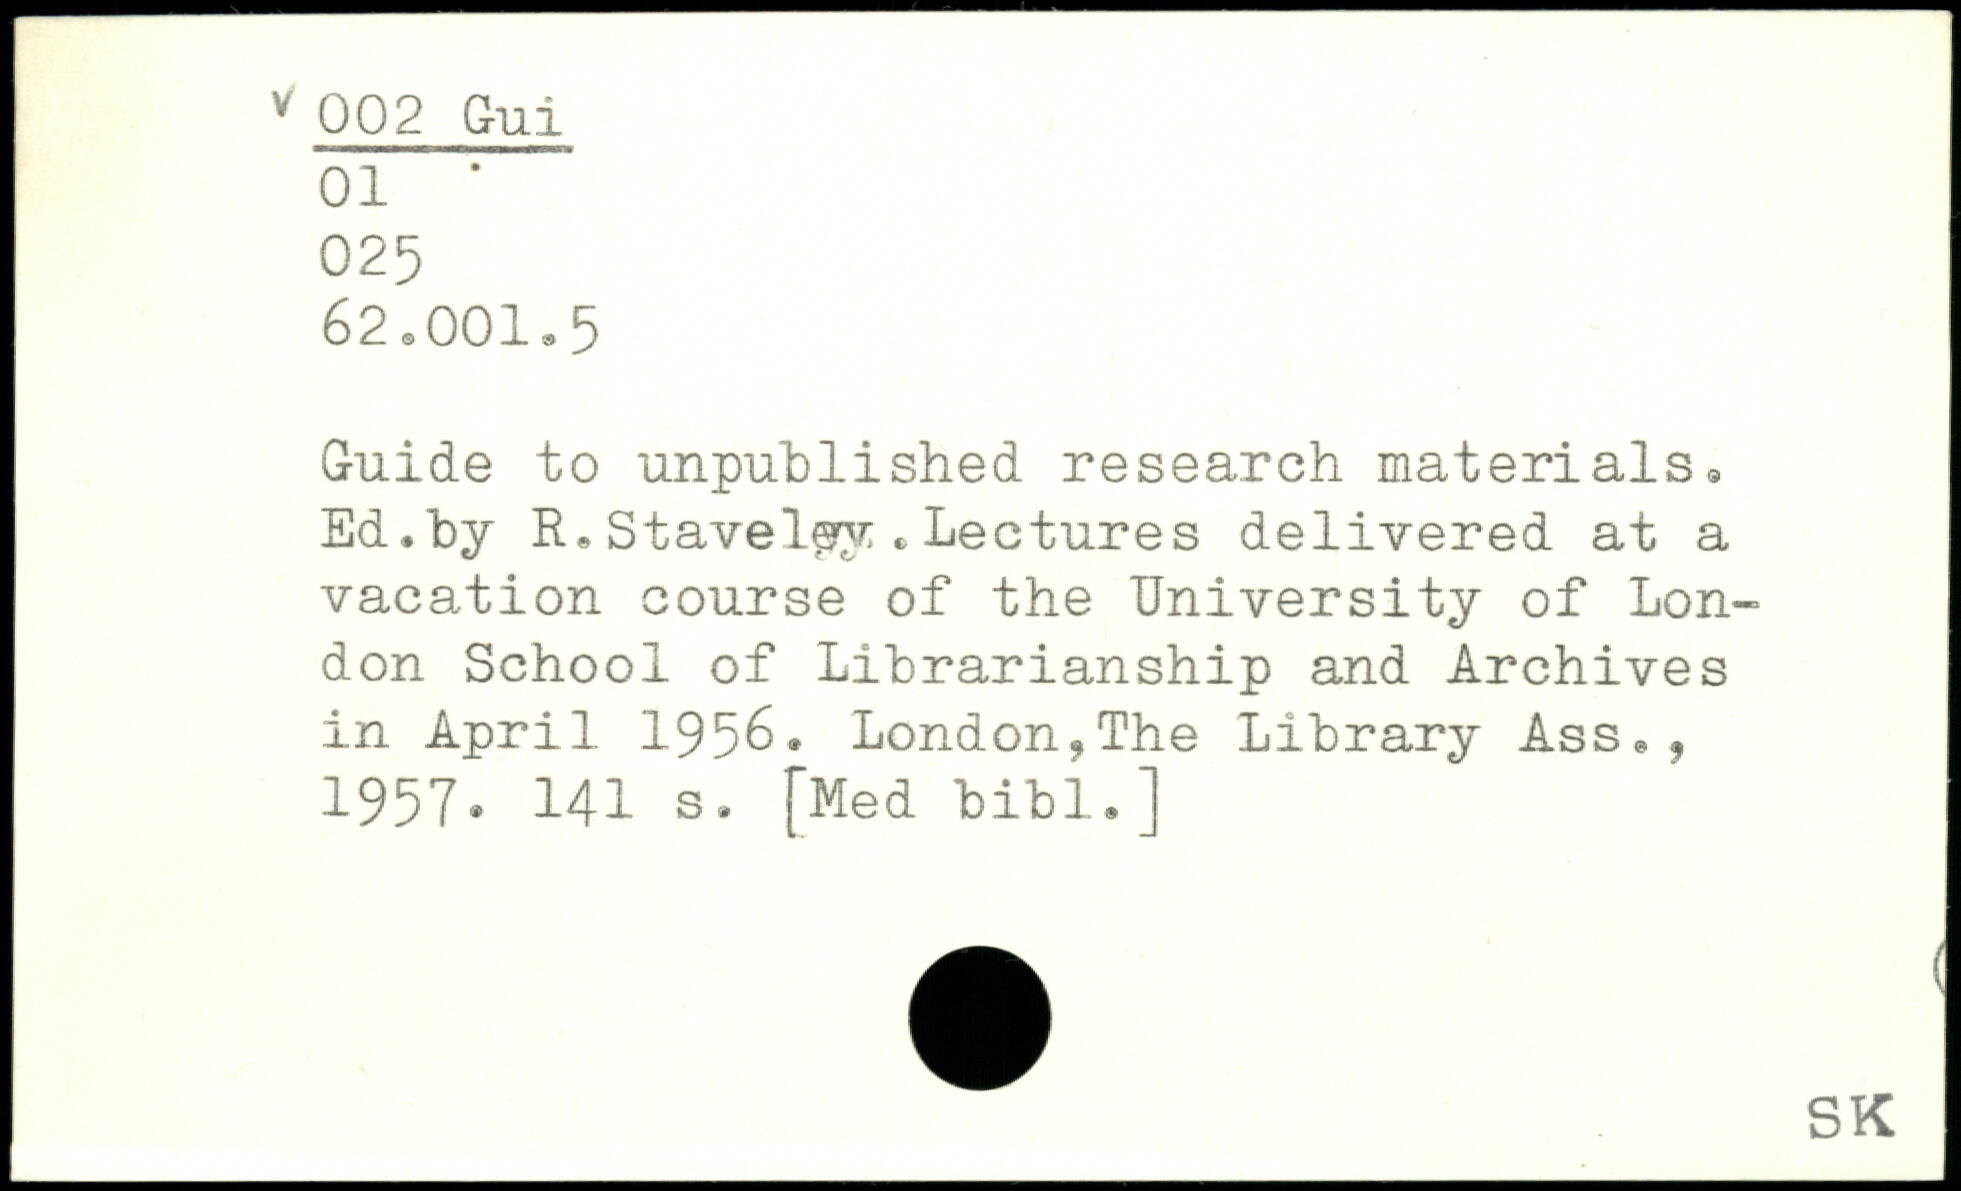 v 002 Gui
01
025
62.001.5
Guide to unpublished research materials.
Ed.by R.Staveley.Lectures delivered at a
vacation course of the University of Lon-
don School of Librarianship and Archives
in April 1956. London,The Library Ass.,
1957. 141 s. [Med bibl.]
SK